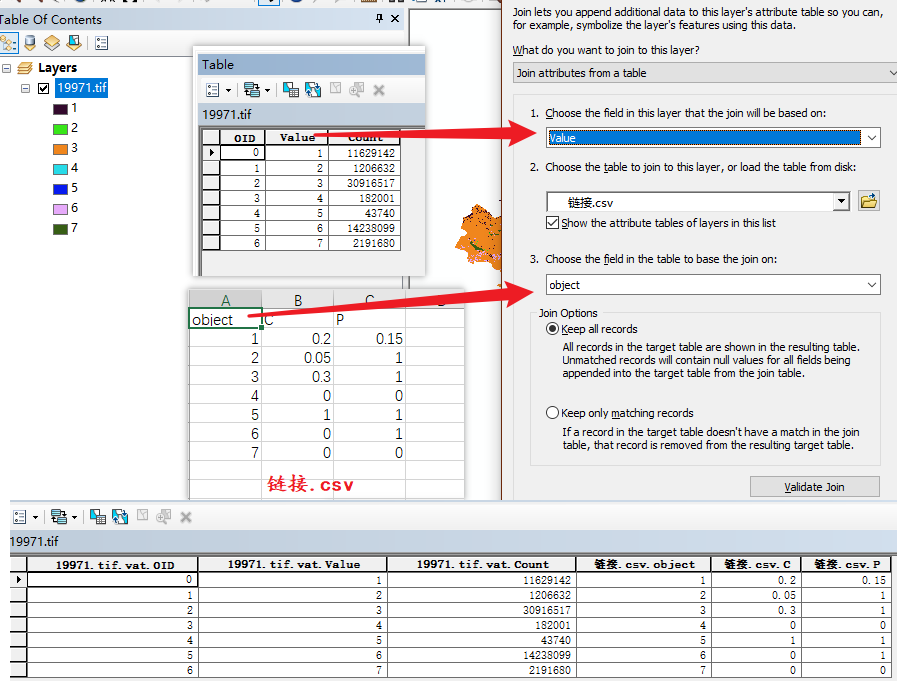 Table Of Contents
Layers
19971.tif
1
2
3
4
5
6
7
Table
19971.tif
OID Value Count
0 1 11629142
1 2 1206632
2 3 30916517
3 4 182001
4 5 43740
5 6 14238099
6 7 2191680
A B C
object C P
1 0.2 0.15
2 0.05 1
3 0.3 1
4 0 0
5 1 1
6 0 1
7 0 0
链接.csv
Join lets you append additional data to this layer's attribute table so you can,
for example, symbolize the layer's features using this data.
What do you want to join to this layer?
Join attributes from a table
1. Choose the field in this layer that the join will be based on:
Value
2. Choose the table to join to this layer, or load the table from disk:
链接.csv
Show the attribute tables of layers in this list
3. Choose the field in the table to base the join on:
object
Join Options
Keep all records
All records in the target table are shown in the resulting table.
Unmatched records will contain null values for all fields being
appended into the target table from the join table.
Keep only matching records
If a record in the target table doesn't have a match in the join
table, that record is removed from the resulting target table.
Validate Join
19971.tif
19971.tif.vat.OID 19971.tif.vat.Value 19971.tif.vat.Count 链接.csv.object 链接.csv.C 链接.csv.P
0 1 11629142 1 0.2 0.15
1 2 1206632 2 0.05 1
2 3 30916517 3 0.3 1
3 4 182001 4 0 0
4 5 43740 5 1 1
5 6 14238099 6 0 1
6 7 2191680 7 0 0